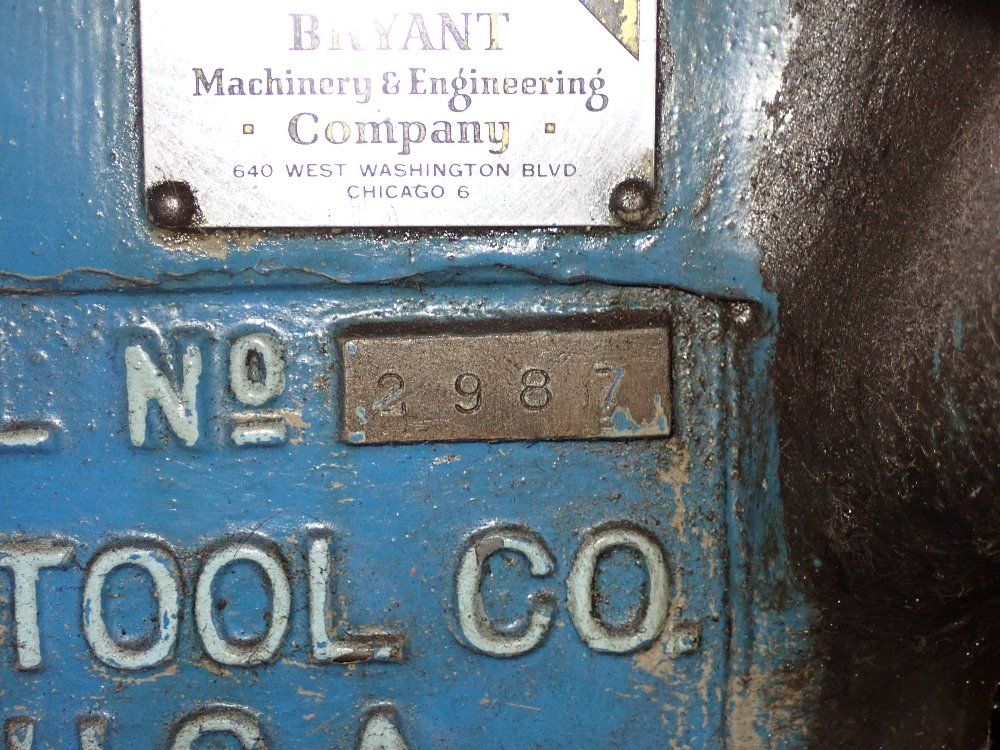 BRYANT
Machinery & Engineering
Company
640 WEST WASHINGTON BLVD
CHICAGO 6
L Nº 2987
TOOL CO.
U.S.A.